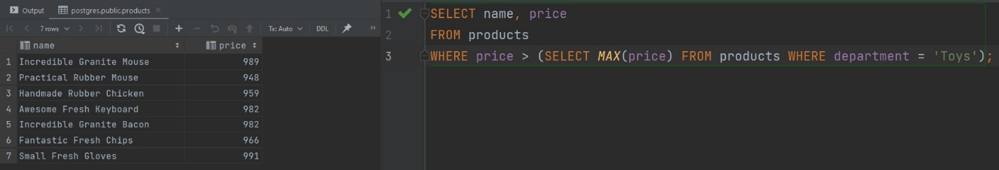 Output postgres.public.products
7 rows Tx: Auto DDL
name price
1 Incredible Granite Mouse 989
2 Practical Rubber Mouse 948
3 Handmade Rubber Chicken 959
4 Awesome Fresh Keyboard 982
5 Incredible Granite Bacon 982
6 Fantastic Fresh Chips 966
7 Small Fresh Gloves 991
1 SELECT name, price
2 FROM products
3 WHERE price > (SELECT MAX(price) FROM products WHERE department = 'Toys');